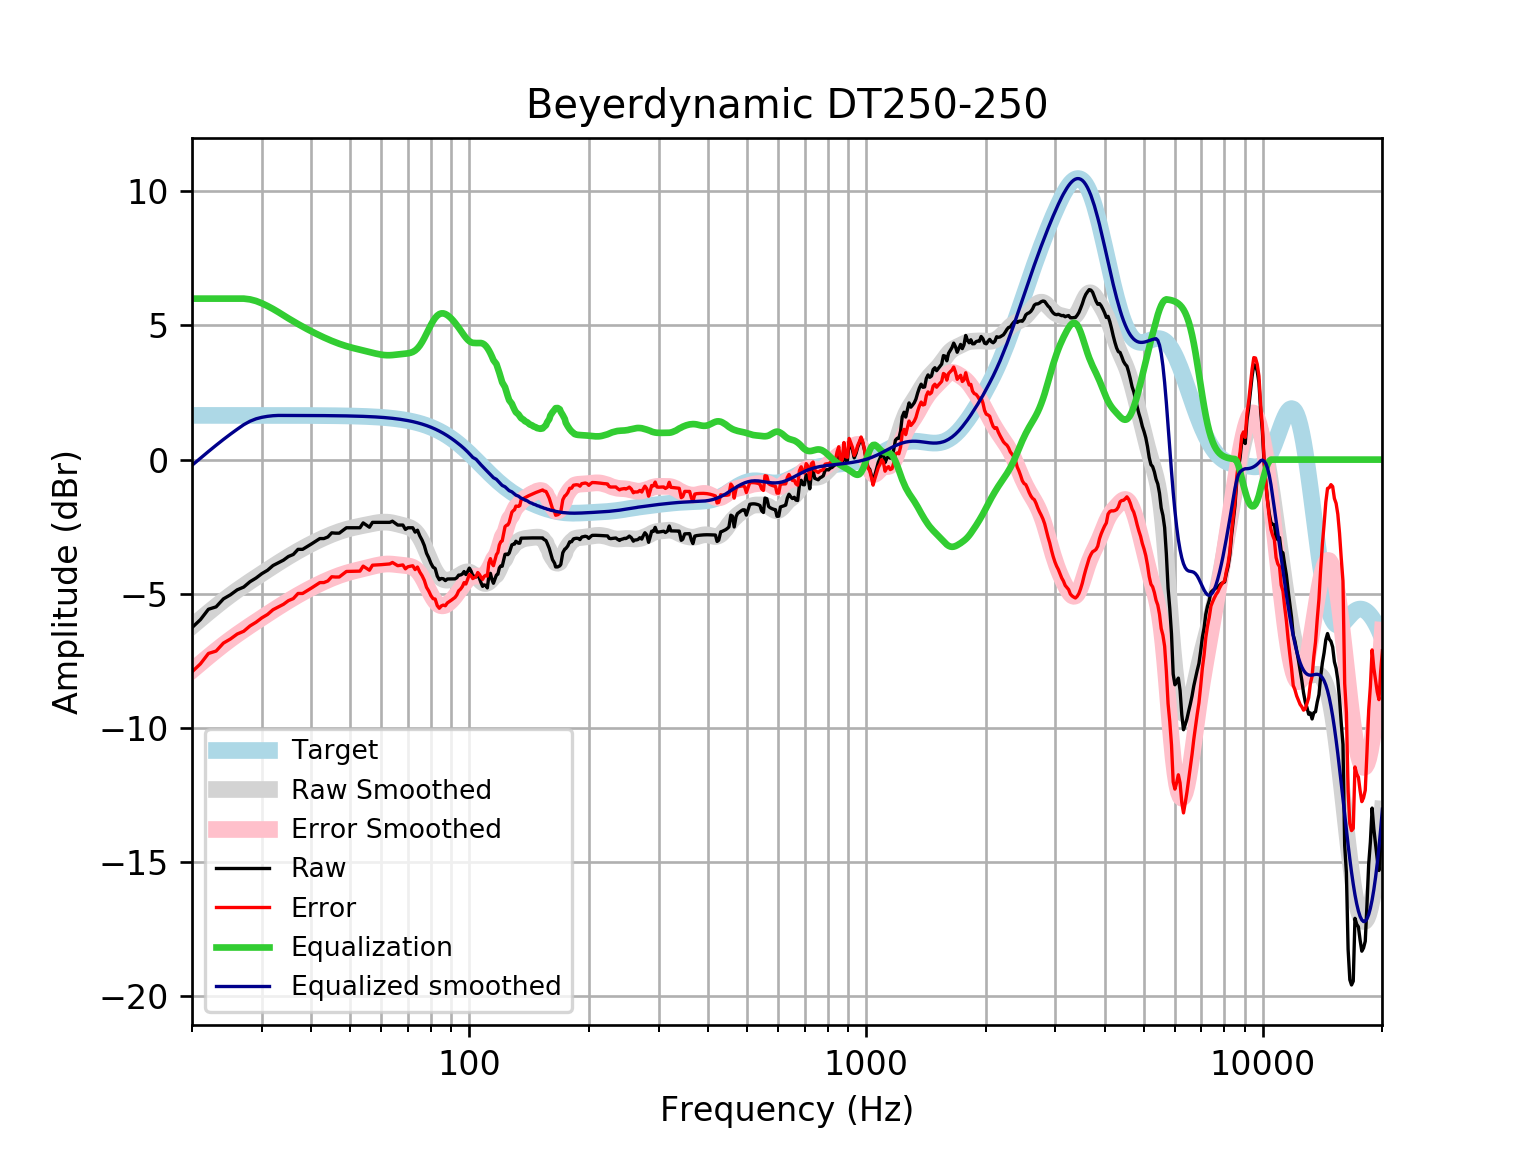 Beyerdynamic DT250-250
Amplitude (dBr)
10
5
0
−5
−10
−15
−20
Target
Raw Smoothed
Error Smoothed
Raw
Error
Equalization
Equalized smoothed
100
1000
10000
Frequency (Hz)